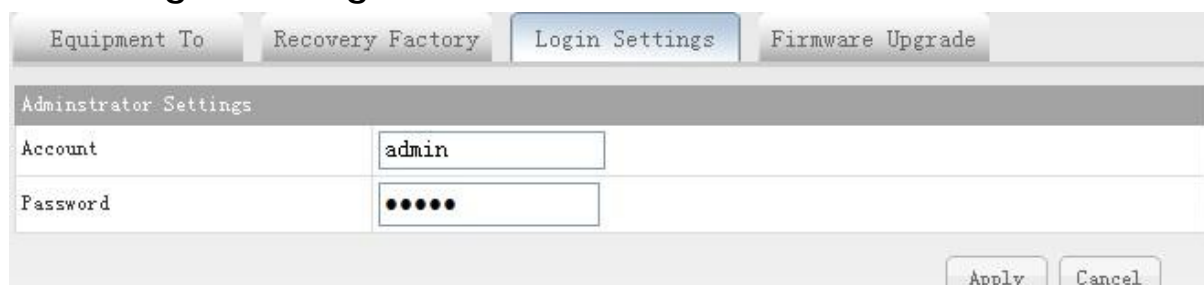 Equipment To Recovery Factory Login Settings Firmware Upgrade
Adminstrator Settings
Account admin
Password •••••
Apply Cancel